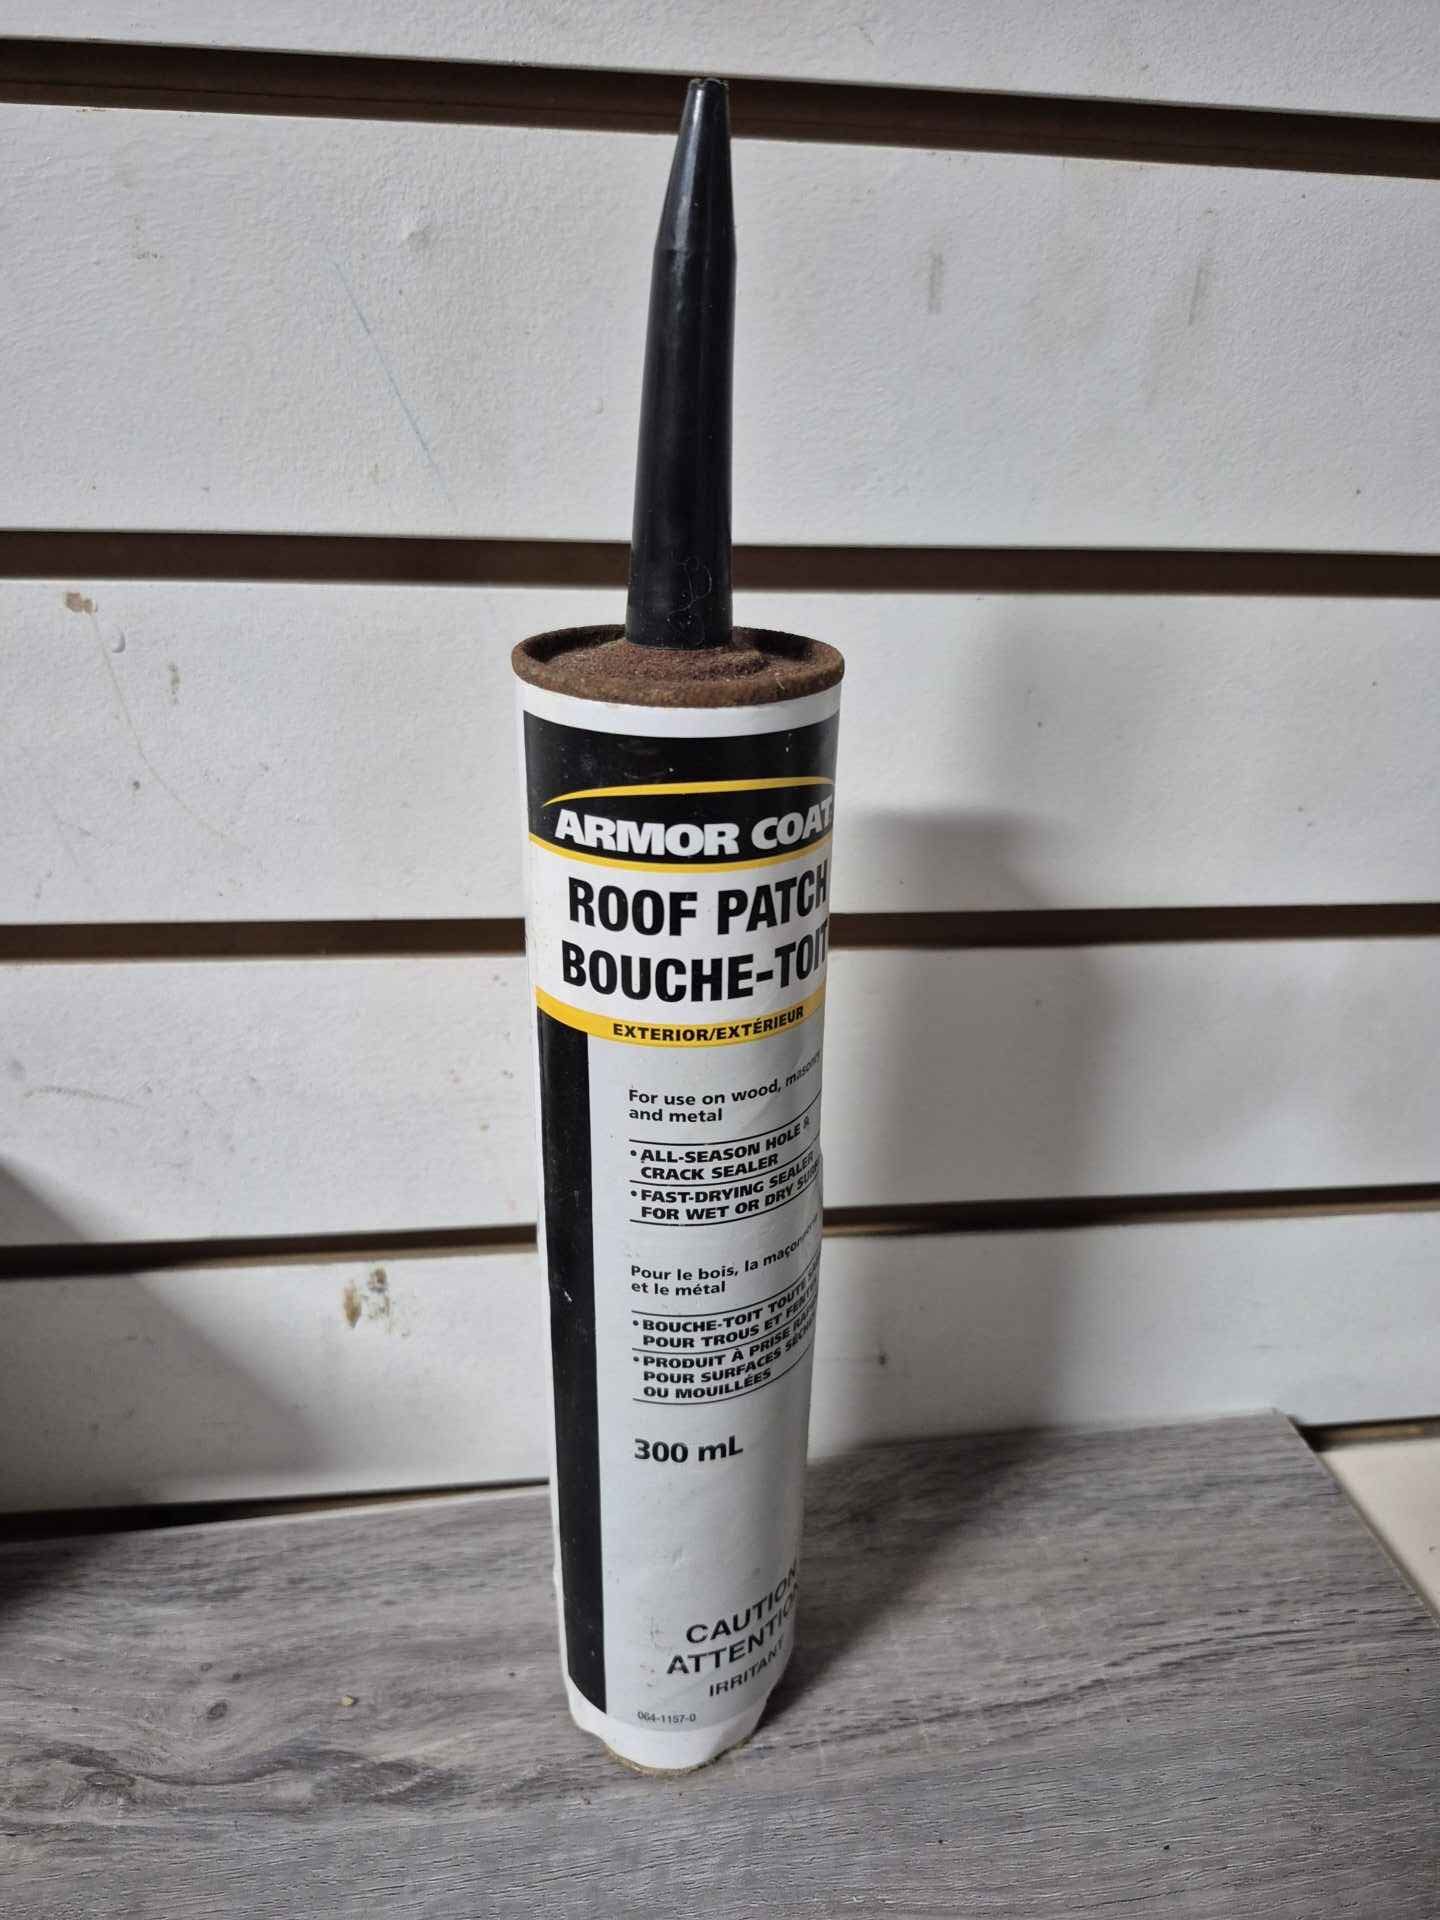 ARMOR COAT
ROOF PATCH
BOUCHE-TOIT
EXTERIOR/EXTÉRIEUR
For use on wood, masonry
and metal
• ALL-SEASON HOLE &
CRACK SEALER
• FAST-DRYING SEALER
FOR WET OR DRY
Pour le bois, la maçonnerie
et le métal
• BOUCHE-TOIT TOUTE
POUR TROUS ET
• PRODUIT À PRISE
POUR SURFACES
OU MOUILLÉES
300 mL
CAUTION
ATTENTION
IRRITANT
064-1157-0